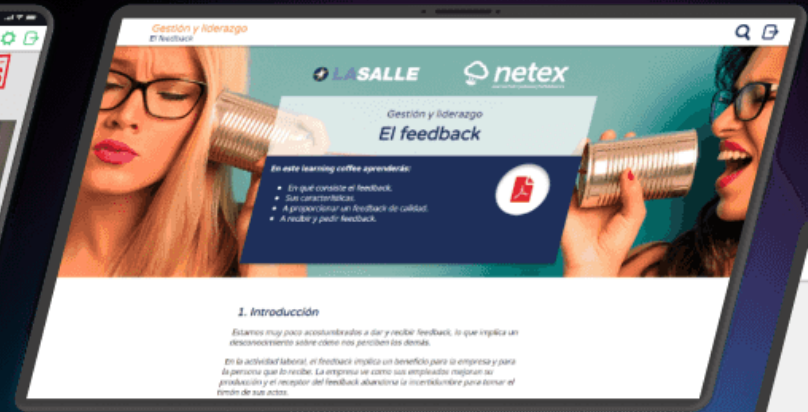 Gestión y liderazgo
El feedback
LASALLE
netex
Gestión y liderazgo
El feedback
En este learning coffee aprenderás:
En qué consiste el feedback.
Sus características.
A proporcionar un feedback de calidad.
A recibir y pedir feedback.
1. Introducción
Estamos muy poco acostumbrados a dar y recibir feedback, lo que implica un
desconocimiento sobre cómo nos perciben los demás.
En la actividad laboral, el feedback implica un beneficio para la empresa y para
la persona que lo recibe. La empresa ve como sus empleados mejoran su
producción y el receptor del feedback abandona la incertidumbre para tomar el
timón de sus actos.